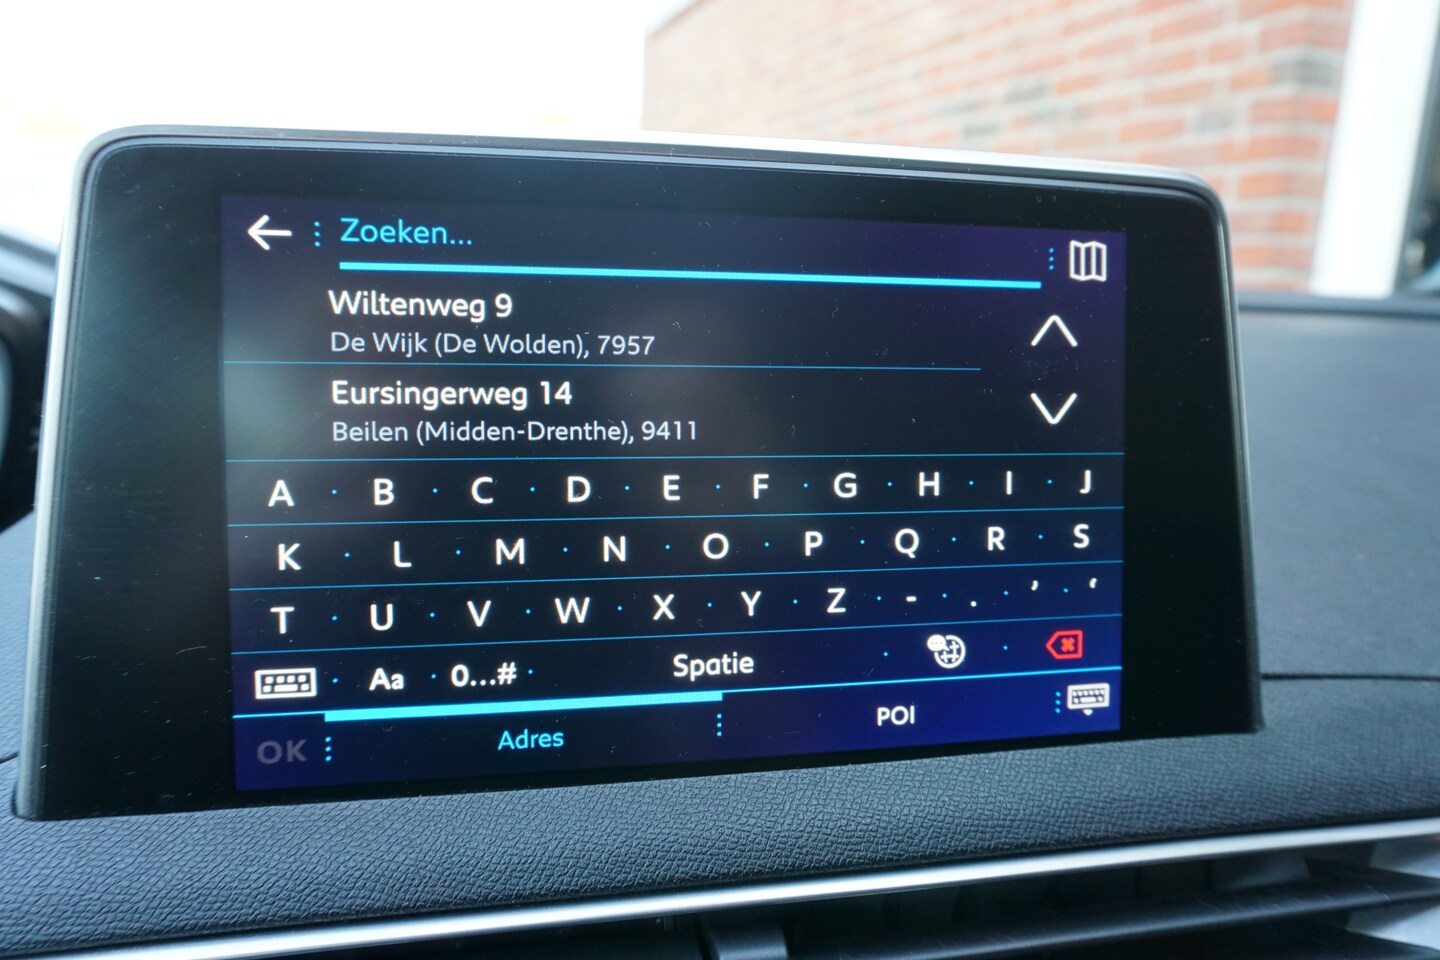 Zoeken...
Wiltenweg 9
De Wijk (De Wolden), 7957
Eursingerweg 14
Beilen (Midden-Drenthe), 9411
A · B · C · D · E · F · G · H · I · J
K · L · M · N · O · P · Q · R · S
T · U · V · W · X · Y · Z · - · . · ’ · ‘
Aa · 0...# · Spatie
OK Adres POI